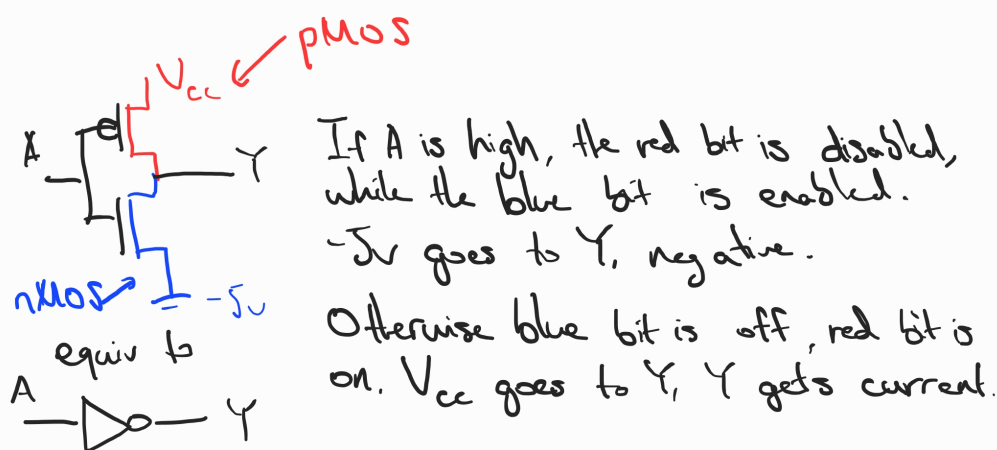 pMOS
Vcc
A
Y
nMOS
-5v
equiv to
A
Y
If A is high, the red bit is disabled,
while the blue bit is enabled.
-5v goes to Y, negative.
Otherwise blue bit is off, red bit is
on. Vcc goes to Y, Y gets current.